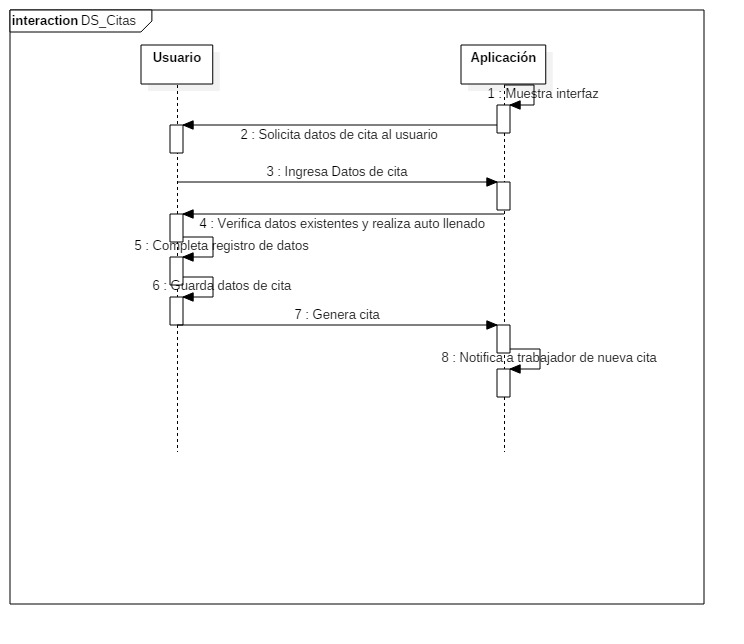 interaction DS_Citas
Usuario
Aplicación
1 : Muestra interfaz
2 : Solicita datos de cita al usuario
3 : Ingresa Datos de cita
4 : Verifica datos existentes y realiza auto llenado
5 : Completa registro de datos
6 : Guarda datos de cita
7 : Genera cita
8 : Notifica a trabajador de nueva cita